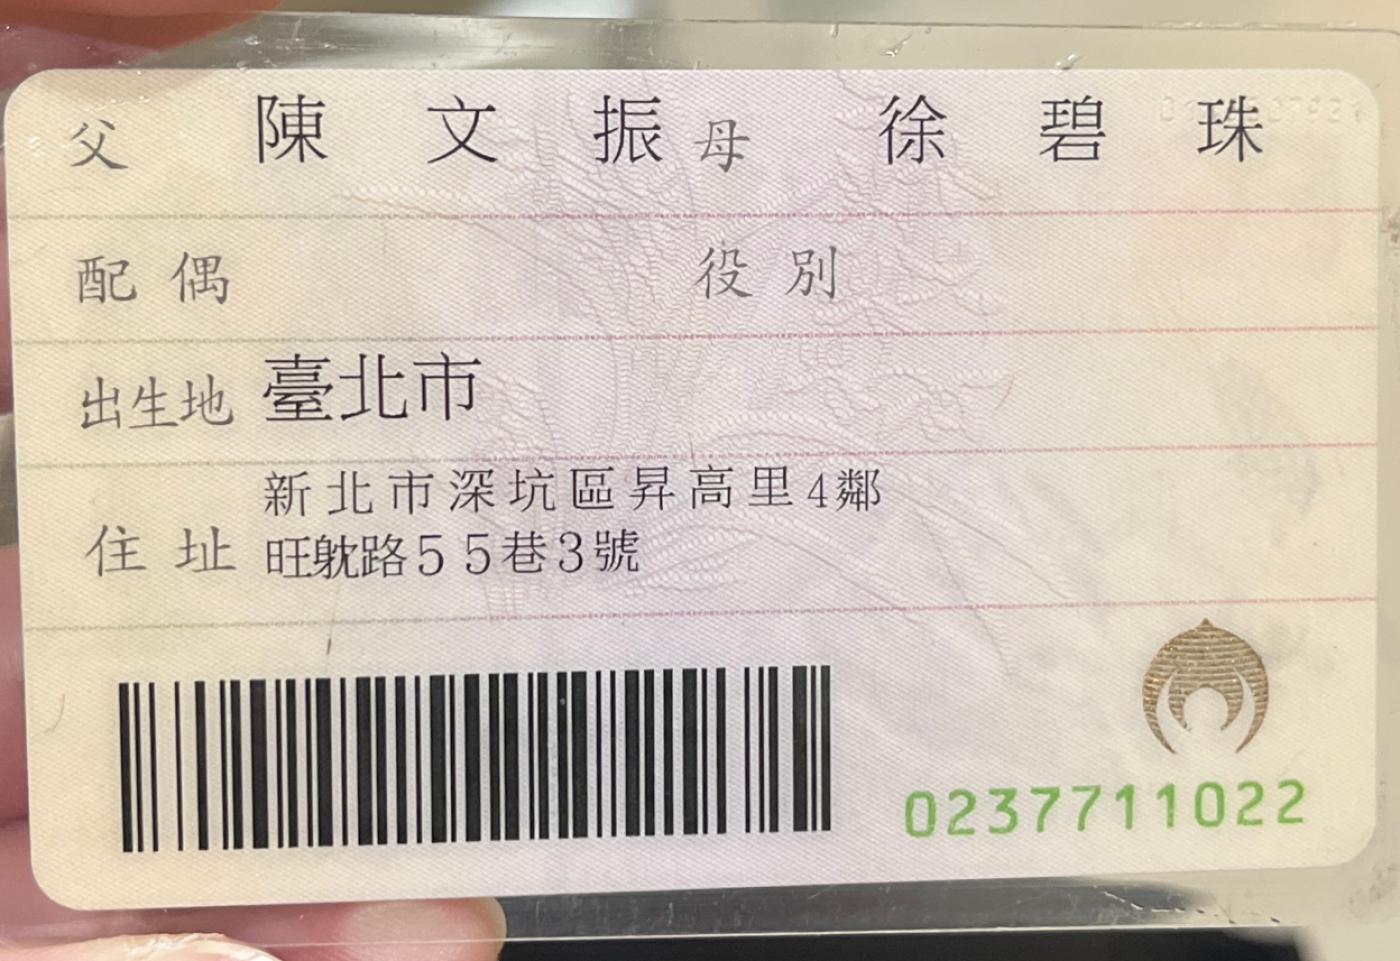 父 陳文振 母 徐碧珠
配偶 役別
出生地 臺北市
住址 新北市深坑區昇高里4鄰
旺躭路55巷3號
0237711022